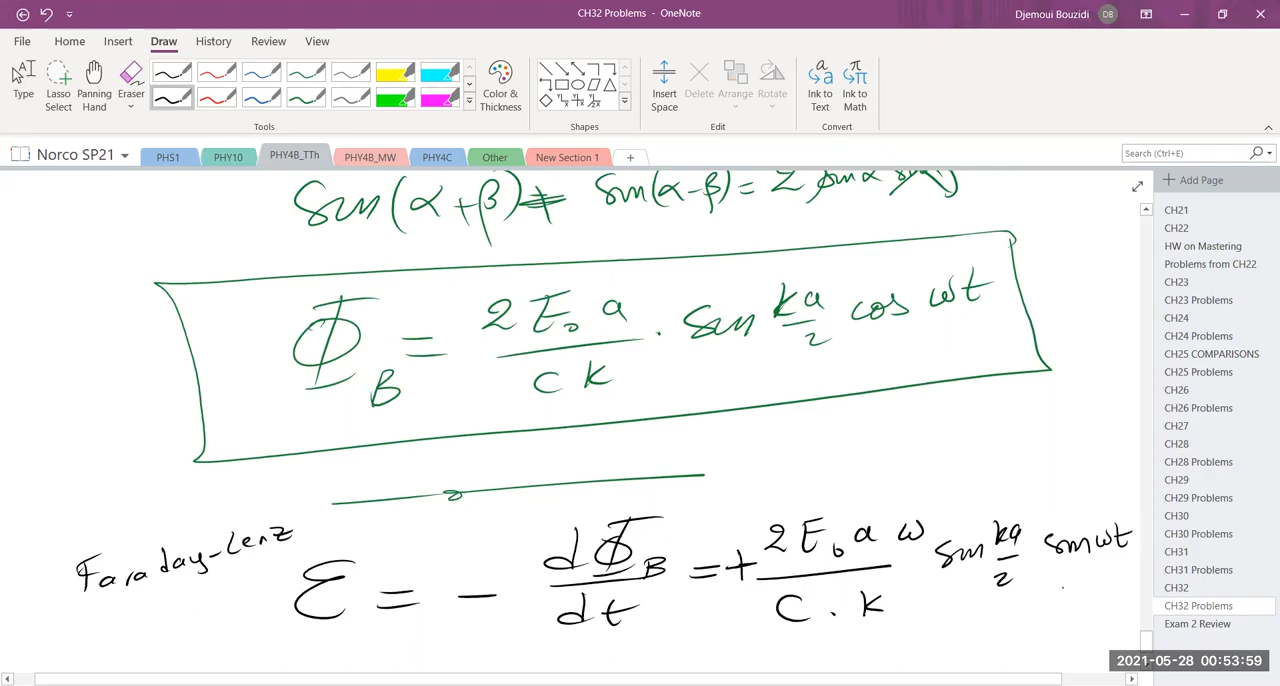 CH32 Problems - OneNote
Djemoui Bouzidi DB
File Home Insert Draw History Review View
Type Lasso Select Panning Hand Eraser Color & Thickness Insert Space Delete Arrange Rotate Ink to Text Ink to Math
Tools Shapes Edit Convert
Norco SP21 PHS1 PHY10 PHY4B_TTh PHY4B_MW PHY4C Other New Section 1 +
Search (Ctrl+E)
Add Page
CH21
CH22
HW on Mastering
Problems from CH22
CH23
CH23 Problems
CH24
CH24 Problems
CH25 COMPARISONS
CH25 Problems
CH26
CH26 Problems
CH27
CH28
CH28 Problems
CH29
CH29 Problems
CH30
CH30 Problems
CH31
CH31 Problems
CH32
CH32 Problems
Exam 2 Review
Sin(α+β) Sin(α-β) = 2 sin α
Φ_B = 2 E₀ a / c k · Sin ka/2 cos ωt
Faraday-Lenz ℰ = - dΦ_B/dt = + 2 E₀ a ω / C · k sin ka/2 sin ωt
2021-05-28 00:53:59